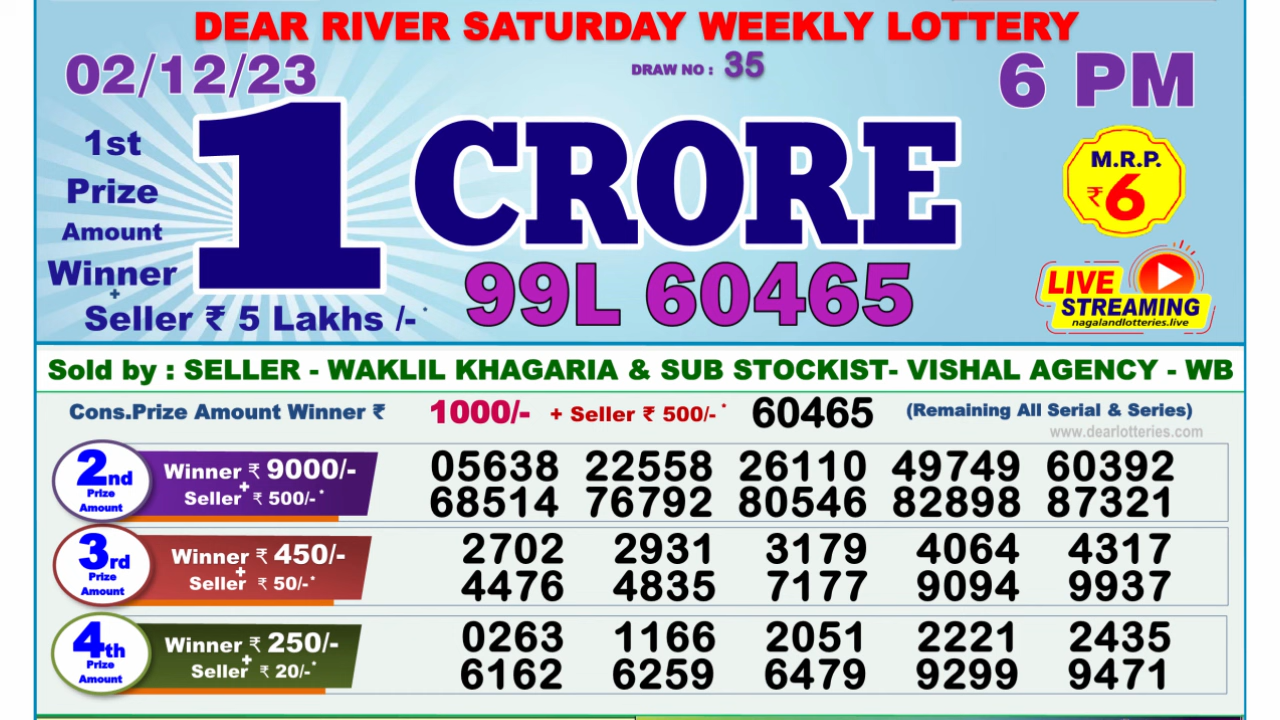 DEAR RIVER SATURDAY WEEKLY LOTTERY
02/12/23
DRAW NO : 35
6 PM
1st
Prize
Amount
Winner
+
Seller ₹ 5 Lakhs /-*
1 CRORE
99L 60465
M.R.P.
₹6
LIVE
STREAMING
nagalandlotteries.live
Sold by : SELLER - WAKLIL KHAGARIA & SUB STOCKIST- VISHAL AGENCY - WB
Cons.Prize Amount Winner ₹ 1000/- + Seller ₹ 500/-* 60465 (Remaining All Serial & Series)
www.dearlotteries.com
2nd
Prize
Amount
Winner ₹ 9000/-
+
Seller ₹ 500/-*
05638 22558 26110 49749 60392
68514 76792 80546 82898 87321
3rd
Prize
Amount
Winner ₹ 450/-
+
Seller ₹ 50/-*
2702 2931 3179 4064 4317
4476 4835 7177 9094 9937
4th
Prize
Amount
Winner ₹ 250/-
+
Seller ₹ 20/-*
0263 1166 2051 2221 2435
6162 6259 6479 9299 9471